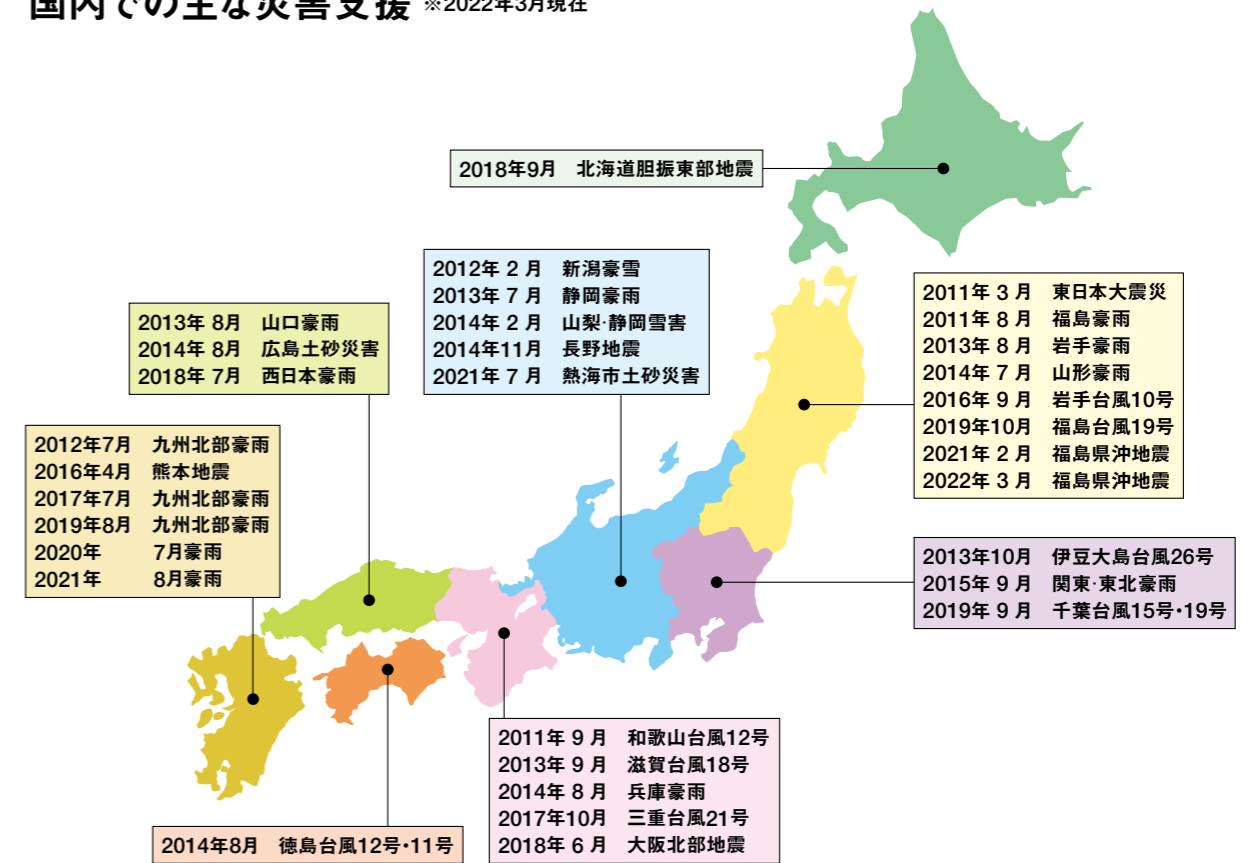 国内での主な災害支援 ※2022年3月現在
2018年9月 北海道胆振東部地震
2012年 2 月 新潟豪雪
2013年 7 月 静岡豪雨
2014年 2 月 山梨・静岡雪害
2014年11月 長野地震
2021年 7 月 熱海市土砂災害
2011年 3 月 東日本大震災
2011年 8 月 福島豪雨
2013年 8 月 岩手豪雨
2014年 7 月 山形豪雨
2016年 9 月 岩手台風10号
2019年10月 福島台風19号
2021年 2 月 福島県沖地震
2022年 3 月 福島県沖地震
2013年 8月 山口豪雨
2014年 8月 広島土砂災害
2018年 7月 西日本豪雨
2012年7月 九州北部豪雨
2016年4月 熊本地震
2017年7月 九州北部豪雨
2019年8月 九州北部豪雨
2020年 7月豪雨
2021年 8月豪雨
2013年10月 伊豆大島台風26号
2015年 9 月 関東・東北豪雨
2019年 9 月 千葉台風15号・19号
2011年 9 月 和歌山台風12号
2013年 9 月 滋賀台風18号
2014年 8 月 兵庫豪雨
2017年10月 三重台風21号
2018年 6 月 大阪北部地震
2014年8月 徳島台風12号・11号